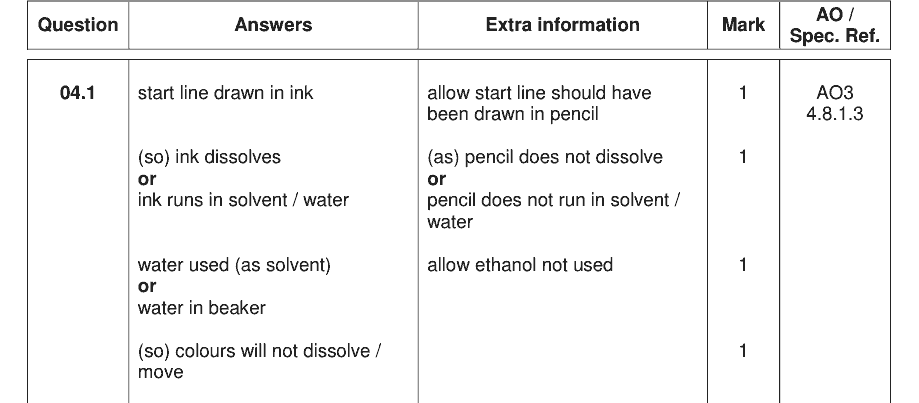 Question Answers Extra information Mark AO /
Spec. Ref.
04.1 start line drawn in ink allow start line should have 1 AO3
been drawn in pencil 4.8.1.3
(so) ink dissolves (as) pencil does not dissolve 1
or or
ink runs in solvent / water pencil does not run in solvent /
water
water used (as solvent) allow ethanol not used 1
or
water in beaker
(so) colours will not dissolve / 1
move